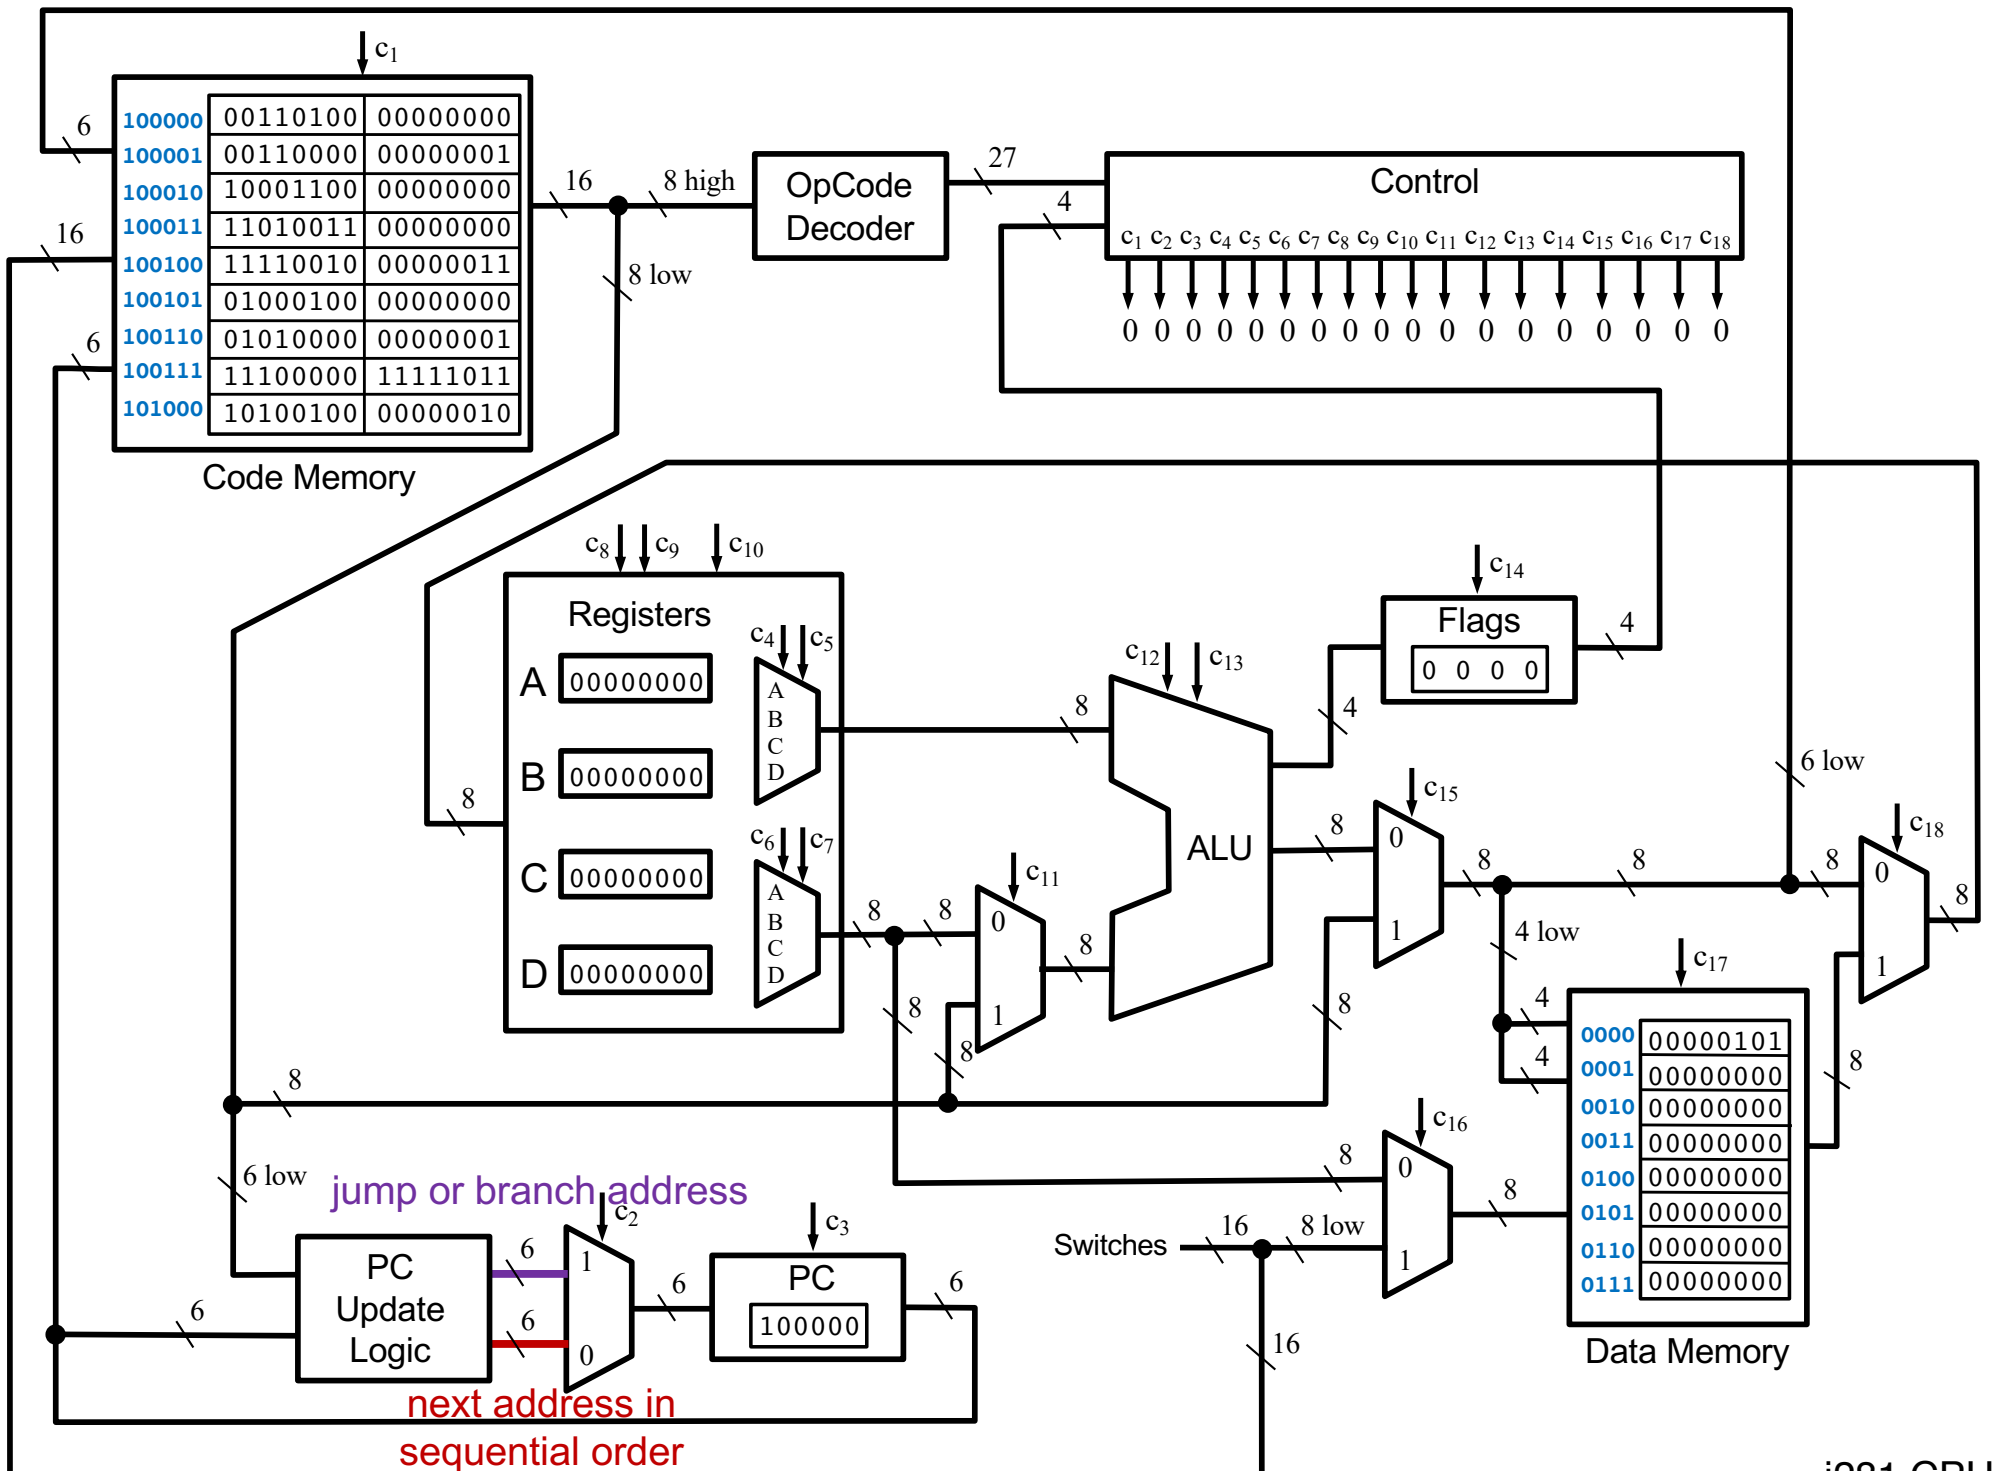 c1
100000 00110100 00000000
100001 00110000 00000001
100010 10001100 00000000
100011 11010011 00000000
100100 11110010 00000011
100101 01000100 00000000
100110 01010000 00000001
100111 11100000 11111011
101000 10100100 00000010
Code Memory
6
16
6
16
8 high
8 low
OpCode
Decoder
27
4
Control
c1 c2 c3 c4 c5 c6 c7 c8 c9 c10 c11 c12 c13 c14 c15 c16 c17 c18
0 0 0 0 0 0 0 0 0 0 0 0 0 0 0 0 0 0
c8 c9 c10
Registers
A 00000000
B 00000000
C 00000000
D 00000000
8
c4 c5
A
B
C
D
c6 c7
A
B
C
D
8
8
8
8
c11
0
1
8
8
c12 c13
ALU
c14
Flags
0 0 0 0
4
4
8
c15
0
1
8
8
8
6 low
8
c18
0
1
8
4 low
4
4
c17
0000 00000101
0001 00000000
0010 00000000
0011 00000000
0100 00000000
0101 00000000
0110 00000000
0111 00000000
Data Memory
8
8
c16
0
1
8
8
Switches
16
8 low
16
8
6 low
jump or branch address
PC
Update
Logic
6
6
6
c2
1
0
6
c3
PC
100000
6
next address in
sequential order